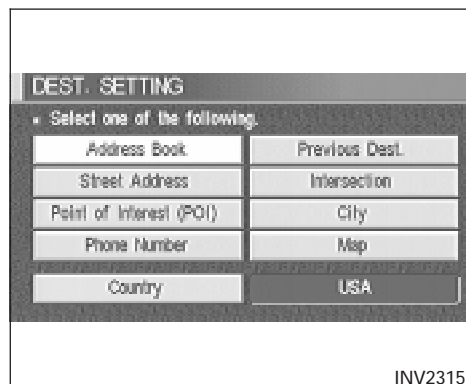 DEST. SETTING
Select one of the following.
Address Book Previous Dest.
Street Address Intersection
Point of Interest (POI) City
Phone Number Map
Country USA
INV2315